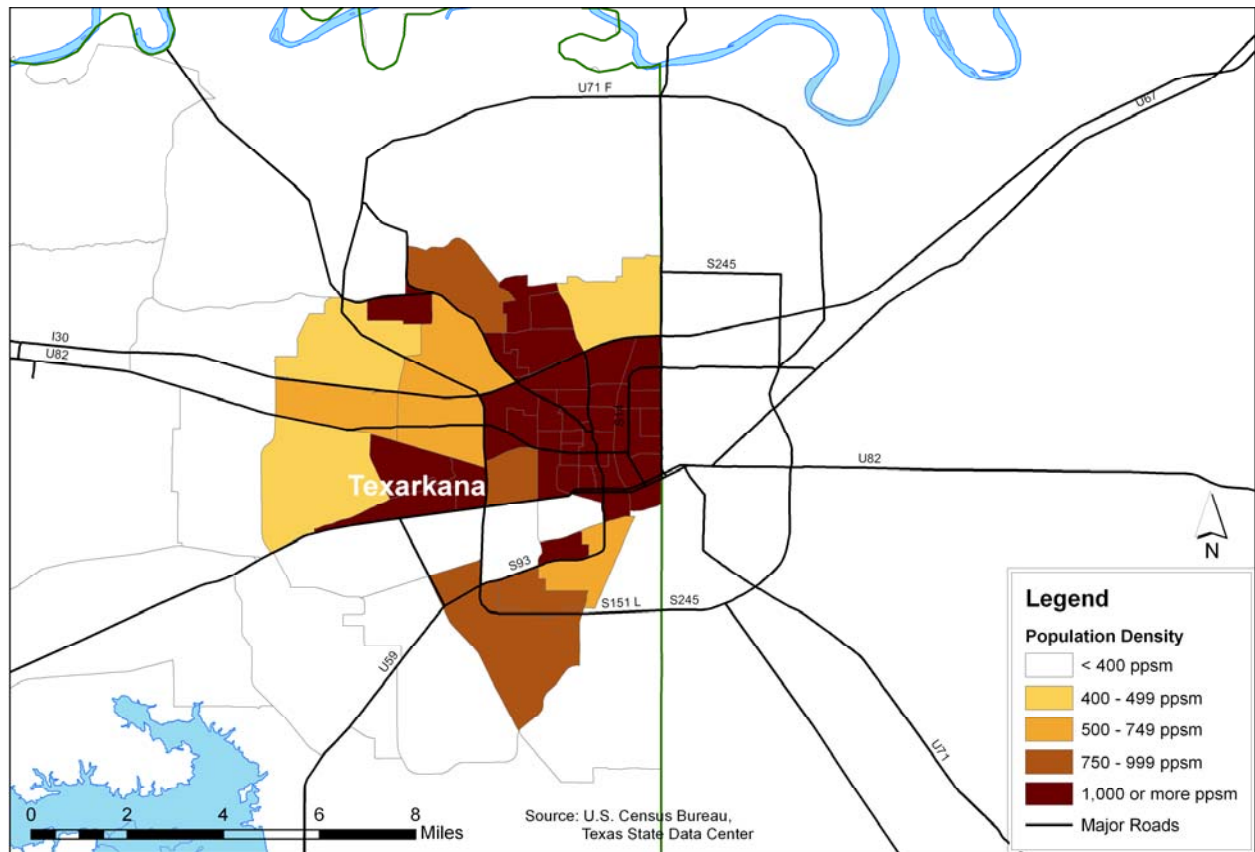 U71 F
U67
S245
I30
U82
S14
U82
Texarkana
N
S93
S151 L
S245
U59
U71
Legend
Population Density
< 400 ppsm
400 - 499 ppsm
500 - 749 ppsm
750 - 999 ppsm
1,000 or more ppsm
Major Roads
0 2 4 6 8
Miles
Source: U.S. Census Bureau,
Texas State Data Center